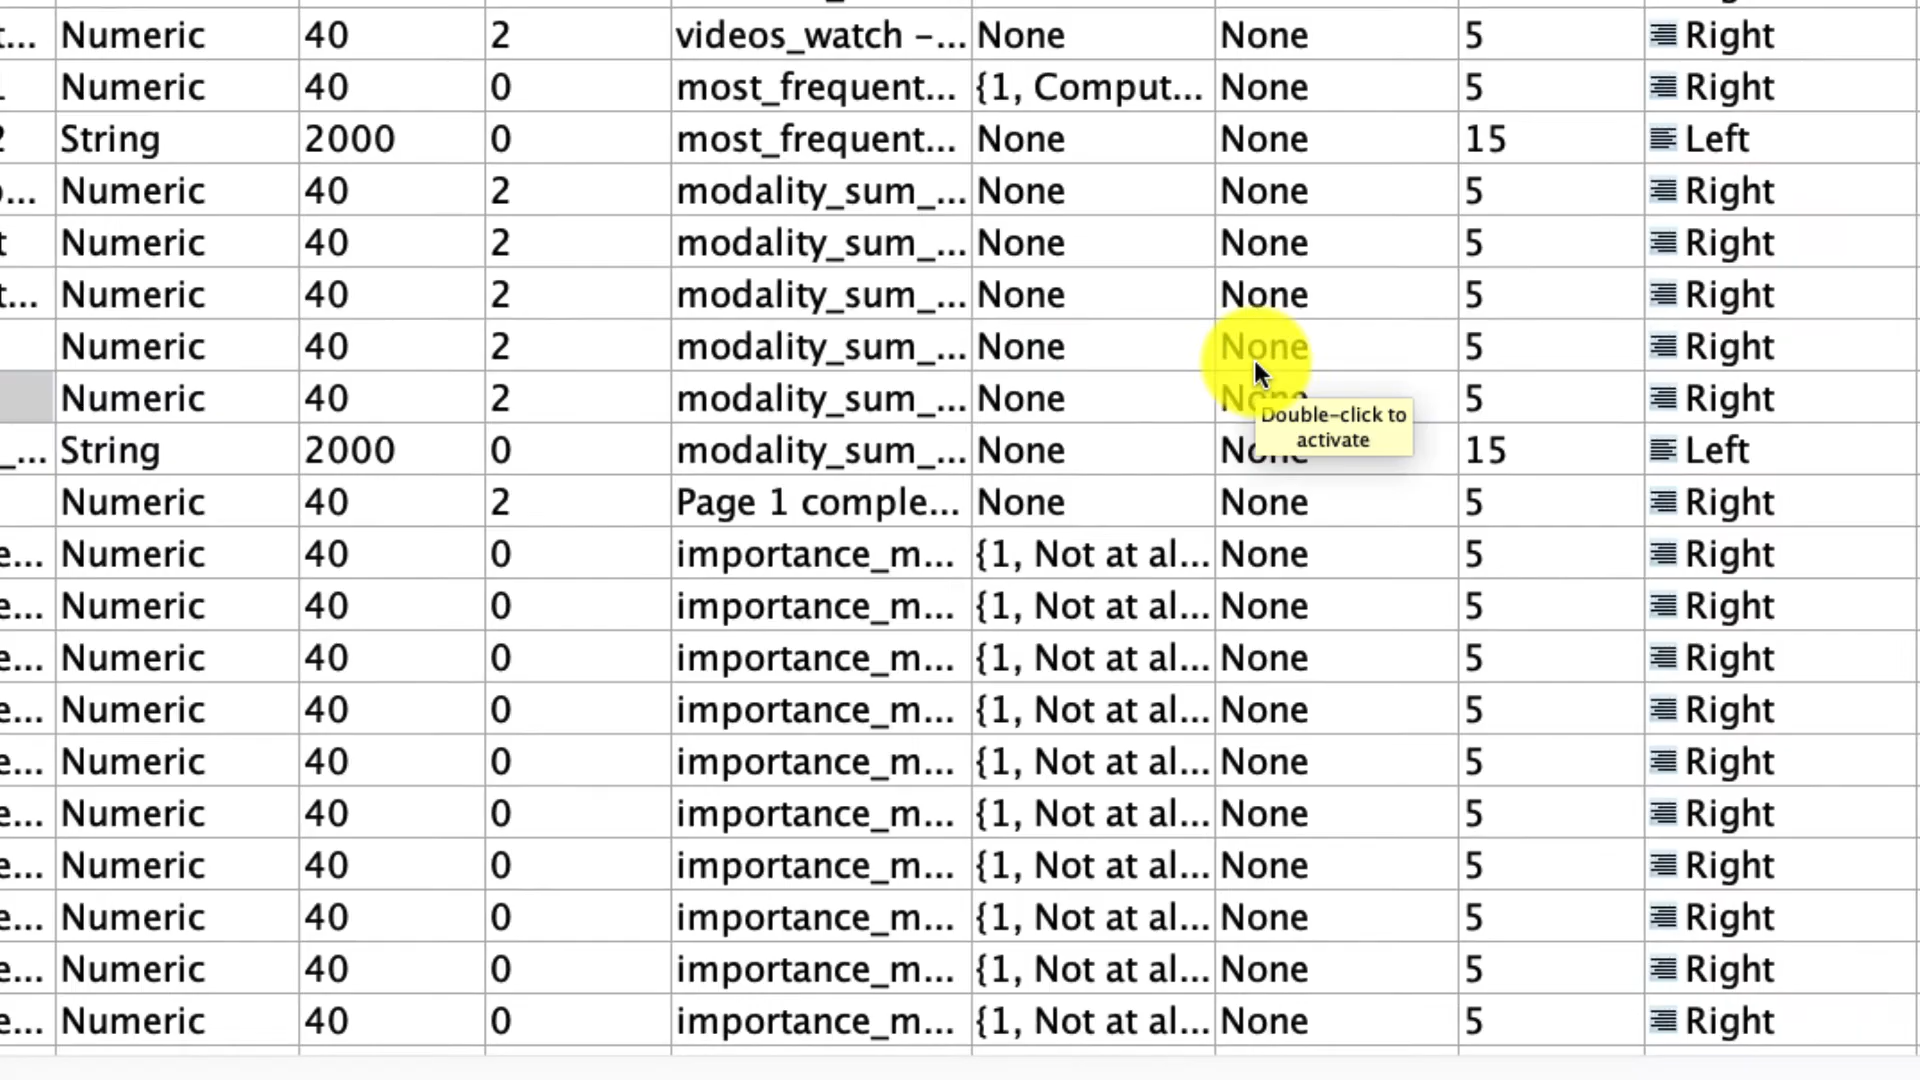 t... Numeric 40 2 videos_watch –... None None 5 Right
Numeric 40 0 most_frequent... {1, Comput... None 5 Right
2 String 2000 0 most_frequent... None None 15 Left
... Numeric 40 2 modality_sum_... None None 5 Right
t Numeric 40 2 modality_sum_... None None 5 Right
t... Numeric 40 2 modality_sum_... None None 5 Right
Numeric 40 2 modality_sum_... None None 5 Right
Numeric 40 2 modality_sum_... None None 5 Right
Double-click to
activate
_... String 2000 0 modality_sum_... None None 15 Left
Numeric 40 2 Page 1 comple... None None 5 Right
e... Numeric 40 0 importance_m... {1, Not at al... None 5 Right
e... Numeric 40 0 importance_m... {1, Not at al... None 5 Right
e... Numeric 40 0 importance_m... {1, Not at al... None 5 Right
e... Numeric 40 0 importance_m... {1, Not at al... None 5 Right
e... Numeric 40 0 importance_m... {1, Not at al... None 5 Right
e... Numeric 40 0 importance_m... {1, Not at al... None 5 Right
e... Numeric 40 0 importance_m... {1, Not at al... None 5 Right
e... Numeric 40 0 importance_m... {1, Not at al... None 5 Right
e... Numeric 40 0 importance_m... {1, Not at al... None 5 Right
e... Numeric 40 0 importance_m... {1, Not at al... None 5 Right